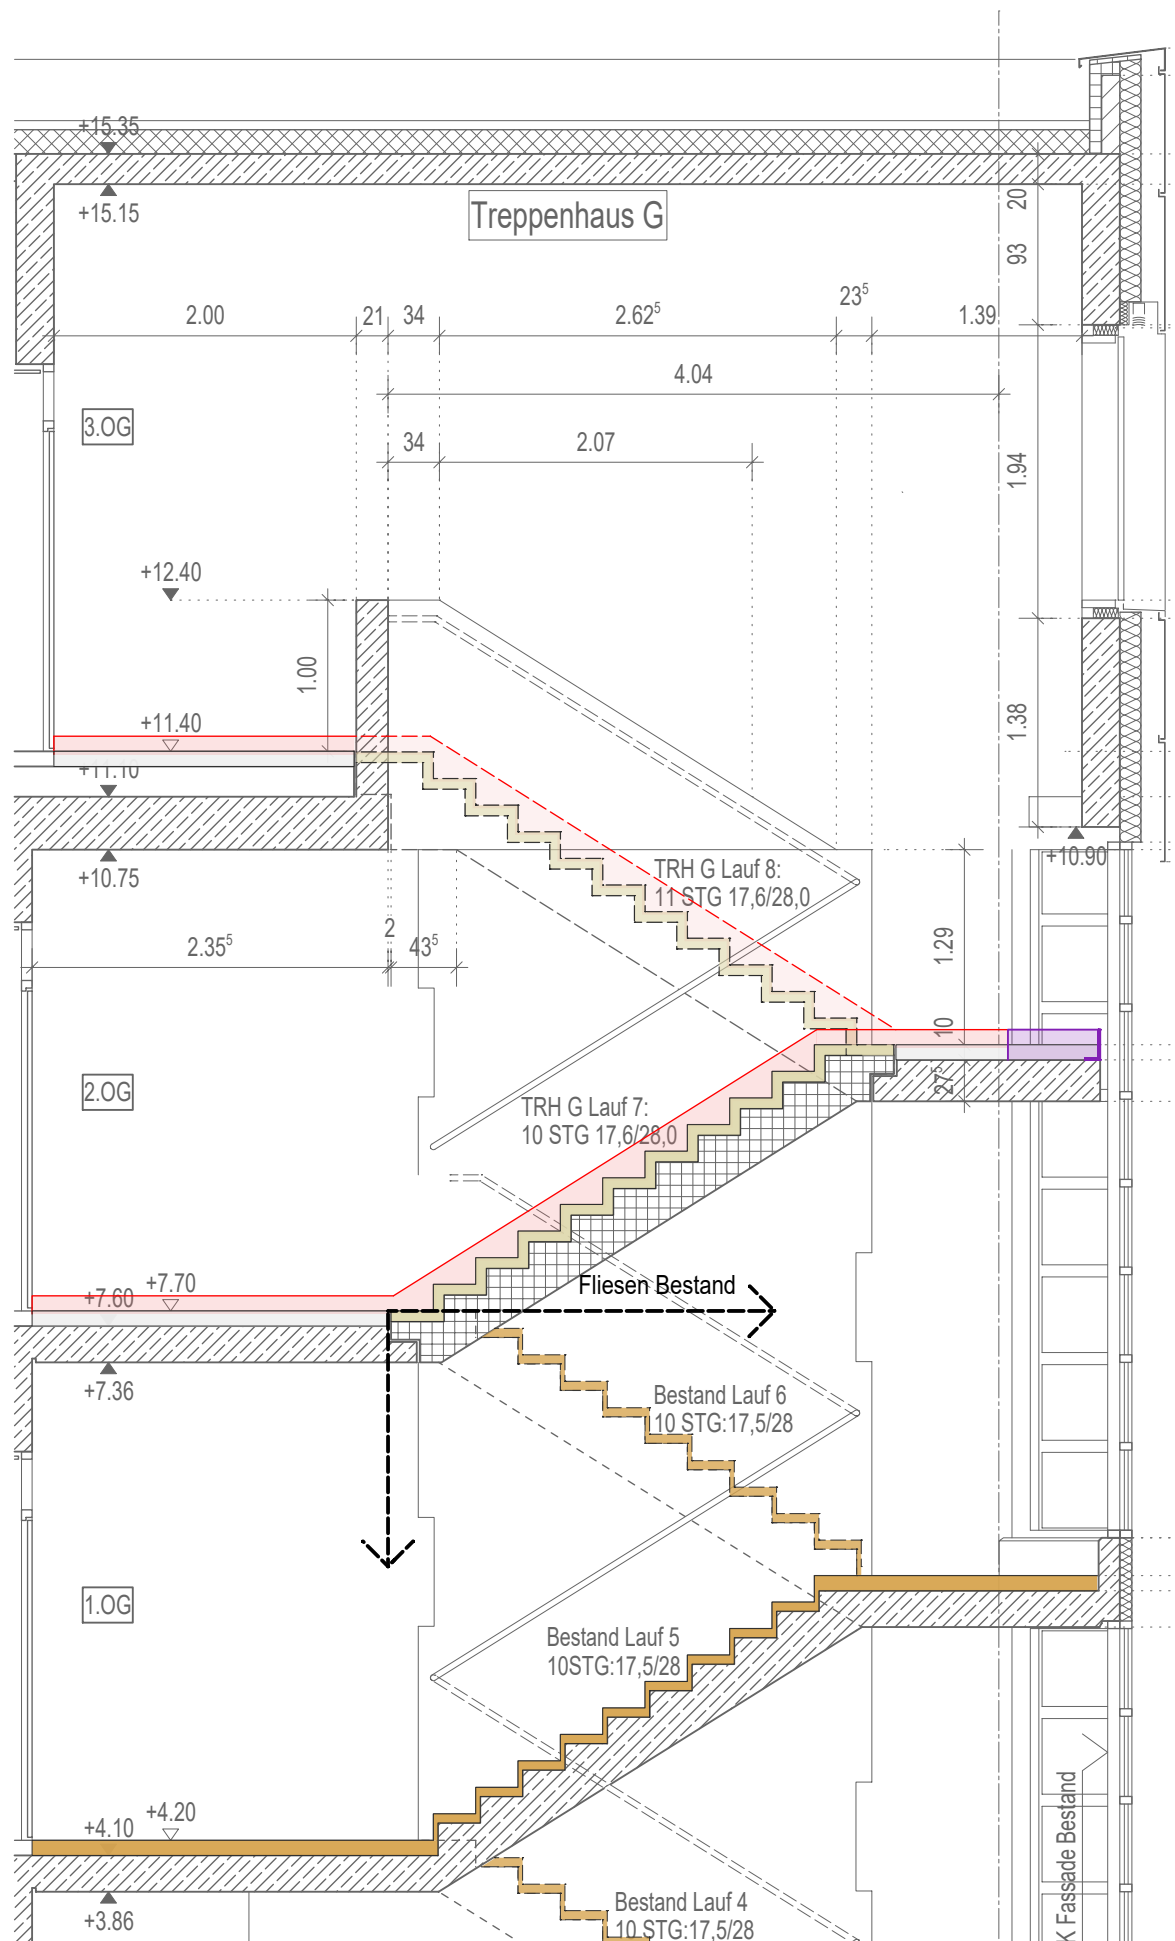 +15.35
+15.15
Treppenhaus G
20
93
2.00
21
34
2.62⁵
23⁵
1.39
4.04
34
2.07
3.OG
1.94
+12.40
1.00
1.38
+11.40
+11.10
+10.75
+10.90
TRH G Lauf 8:
11 STG 17,6/28,0
2
2.35⁵
43⁵
1.29
10
27⁵
2.OG
TRH G Lauf 7:
10 STG 17,6/28,0
+7.70
+7.60
Fliesen Bestand
+7.36
Bestand Lauf 6
10 STG:17,5/28
1.OG
Bestand Lauf 5
10STG:17,5/28
+4.20
+4.10
K Fassade Bestand
+3.86
Bestand Lauf 4
10 STG:17,5/28